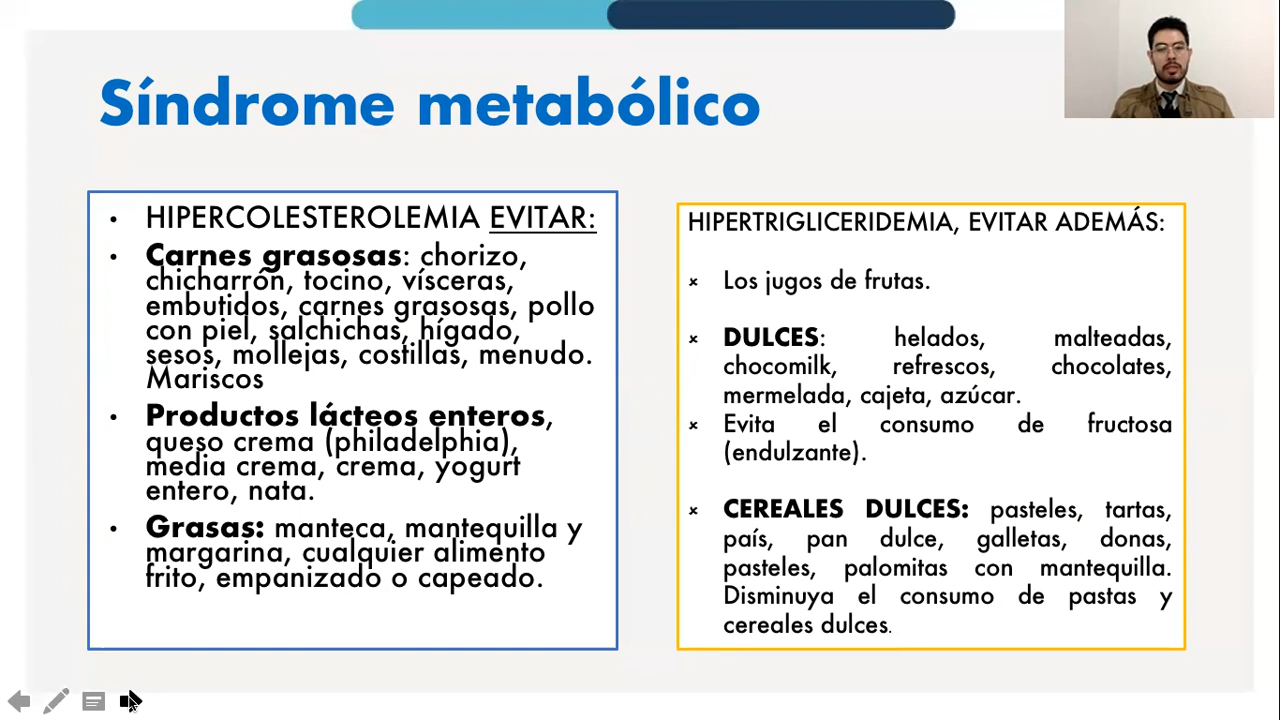 Síndrome metabólico
• HIPERCOLESTEROLEMIA EVITAR:
• Carnes grasosas: chorizo,
chicharrón, tocino, vísceras,
embutidos, carnes grasosas, pollo
con piel, salchichas, hígado,
sesos, mollejas, costillas, menudo.
Mariscos
• Productos lácteos enteros,
queso crema (philadelphia),
media crema, crema, yogurt
entero, nata.
• Grasas: manteca, mantequilla y
margarina, cualquier alimento
frito, empanizado o capeado.
HIPERTRIGLICERIDEMIA, EVITAR ADEMÁS:
× Los jugos de frutas.
× DULCES: helados, malteadas,
chocomilk, refrescos, chocolates,
mermelada, cajeta, azúcar.
× Evita el consumo de fructosa
(endulzante).
× CEREALES DULCES: pasteles, tartas,
país, pan dulce, galletas, donas,
pasteles, palomitas con mantequilla.
Disminuya el consumo de pastas y
cereales dulces.